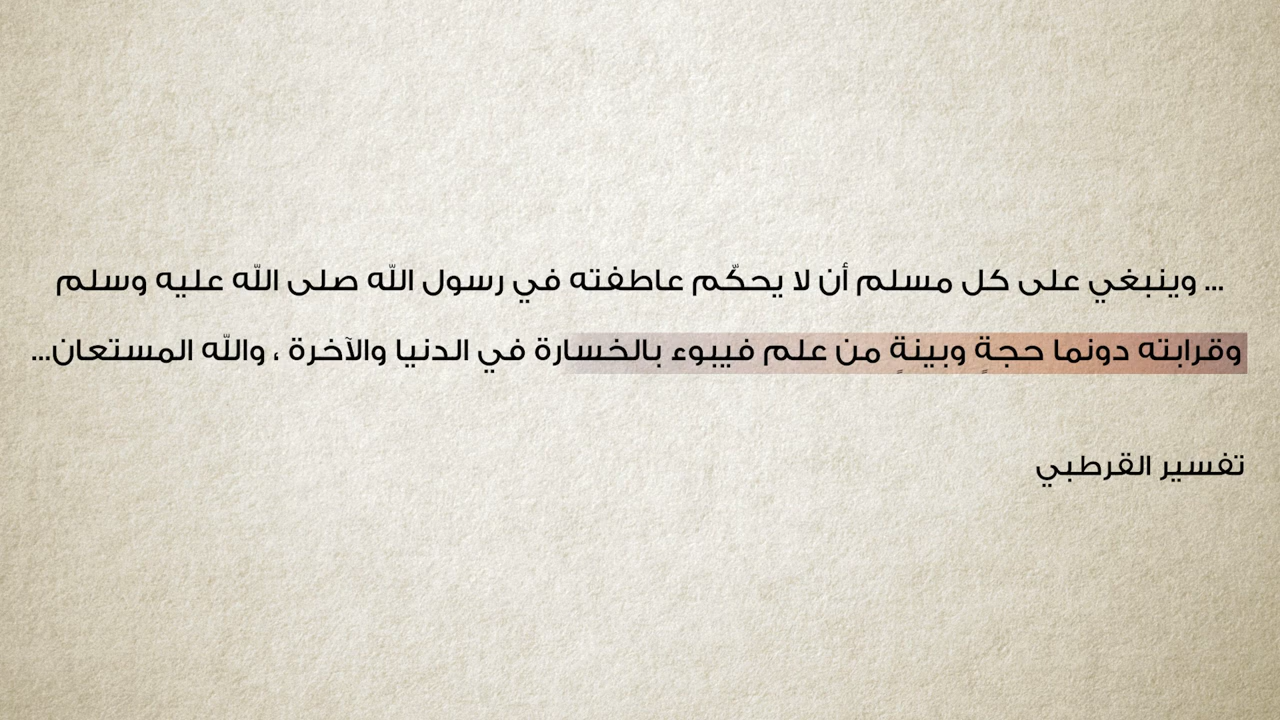 ... وينبغي على كل مسلم أن لا يحكّم عاطفته في رسول الله صلى الله عليه وسلم
وقرابته دونما حجةٍ وبينةٍ من علم فيبوء بالخسارة في الدنيا والآخرة ، والله المستعان...
تفسير القرطبي